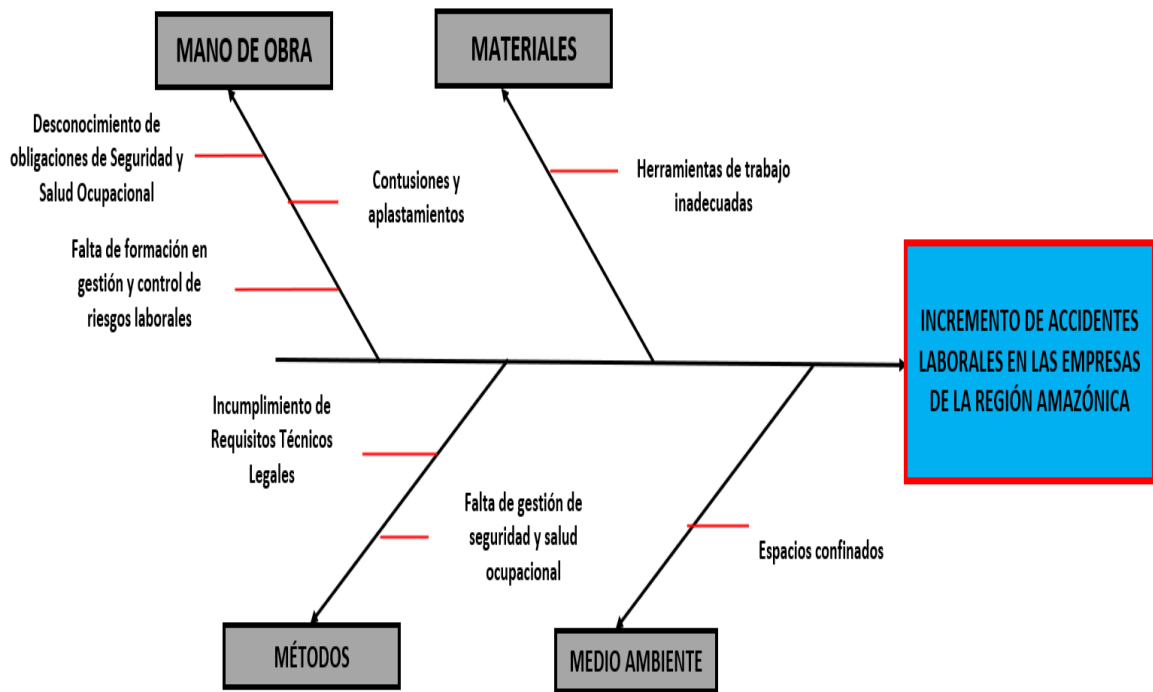 MANO DE OBRA
MATERIALES
Desconocimiento de
obligaciones de Seguridad y
Salud Ocupacional
Contusiones y
aplastamientos
Herramientas de trabajo
inadecuadas
Falta de formación en
gestión y control de
riesgos laborales
INCREMENTO DE ACCIDENTES
LABORALES EN LAS EMPRESAS
DE LA REGIÓN AMAZÓNICA
Incumplimiento de
Requisitos Técnicos
Legales
Falta de gestión de
seguridad y salud
ocupacional
Espacios confinados
MÉTODOS
MEDIO AMBIENTE